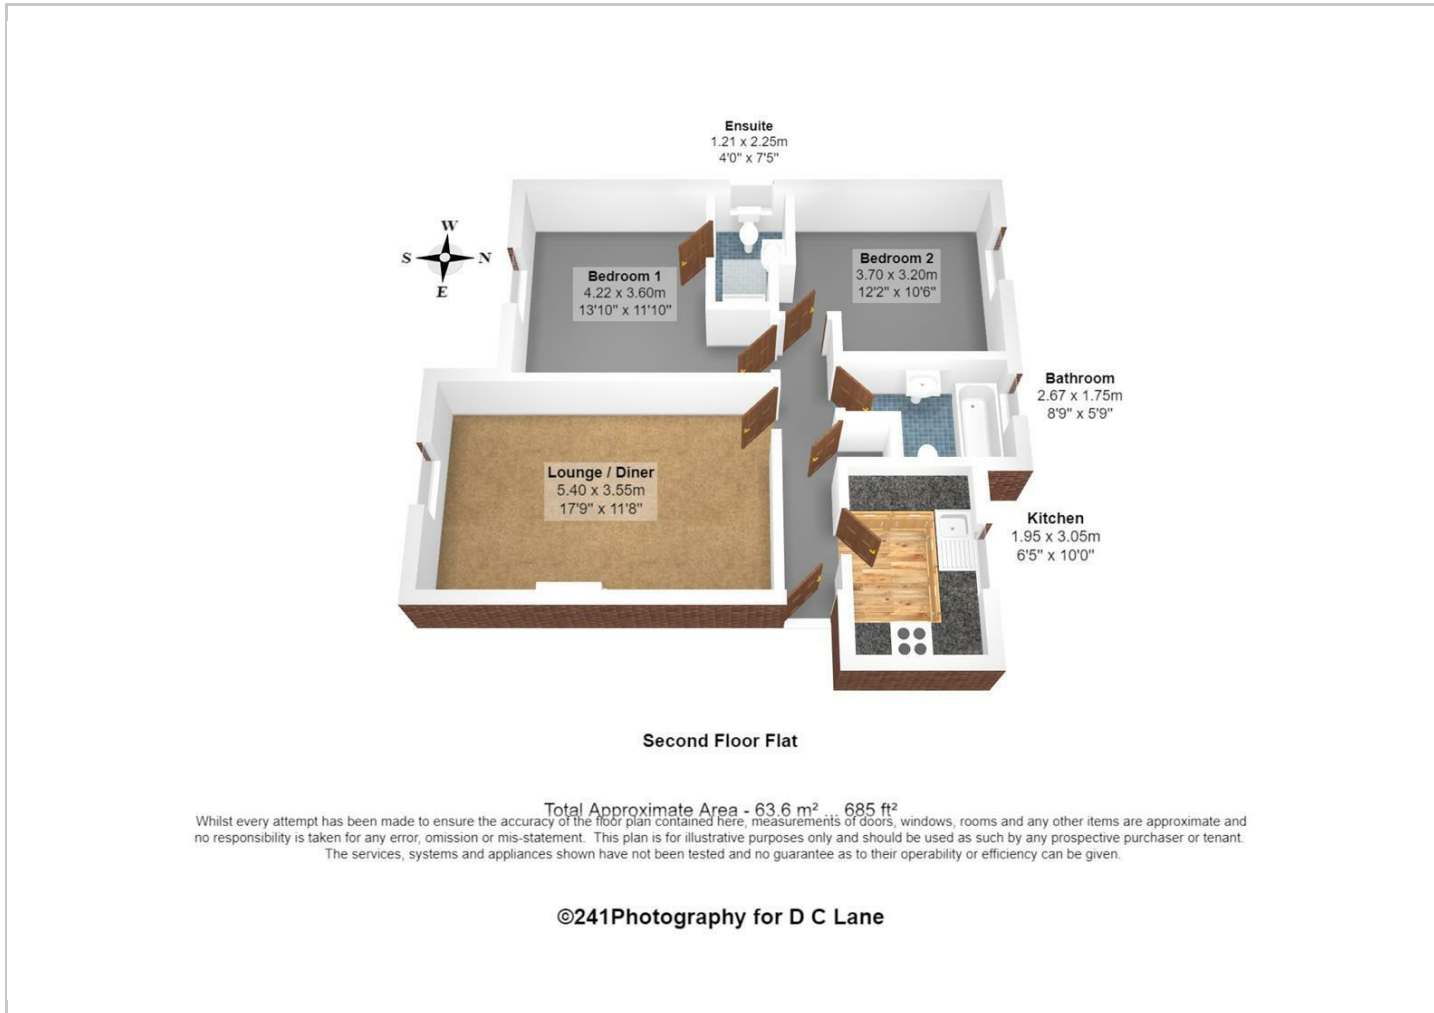 Ensuite
1.21 x 2.25m
4'0" x 7'5"
W
S N
E
Bedroom 1
4.22 x 3.60m
13'10" x 11'10"
Bedroom 2
3.70 x 3.20m
12'2" x 10'6"
Bathroom
2.67 x 1.75m
8'9" x 5'9"
Lounge / Diner
5.40 x 3.55m
17'9" x 11'8"
Kitchen
1.95 x 3.05m
6'5" x 10'0"
Second Floor Flat
Total Approximate Area - 63.6 m² ... 685 ft²
Whilst every attempt has been made to ensure the accuracy of the floor plan contained here, measurements of doors, windows, rooms and any other items are approximate and
no responsibility is taken for any error, omission or mis-statement. This plan is for illustrative purposes only and should be used as such by any prospective purchaser or tenant.
The services, systems and appliances shown have not been tested and no guarantee as to their operability or efficiency can be given.
©241Photography for D C Lane